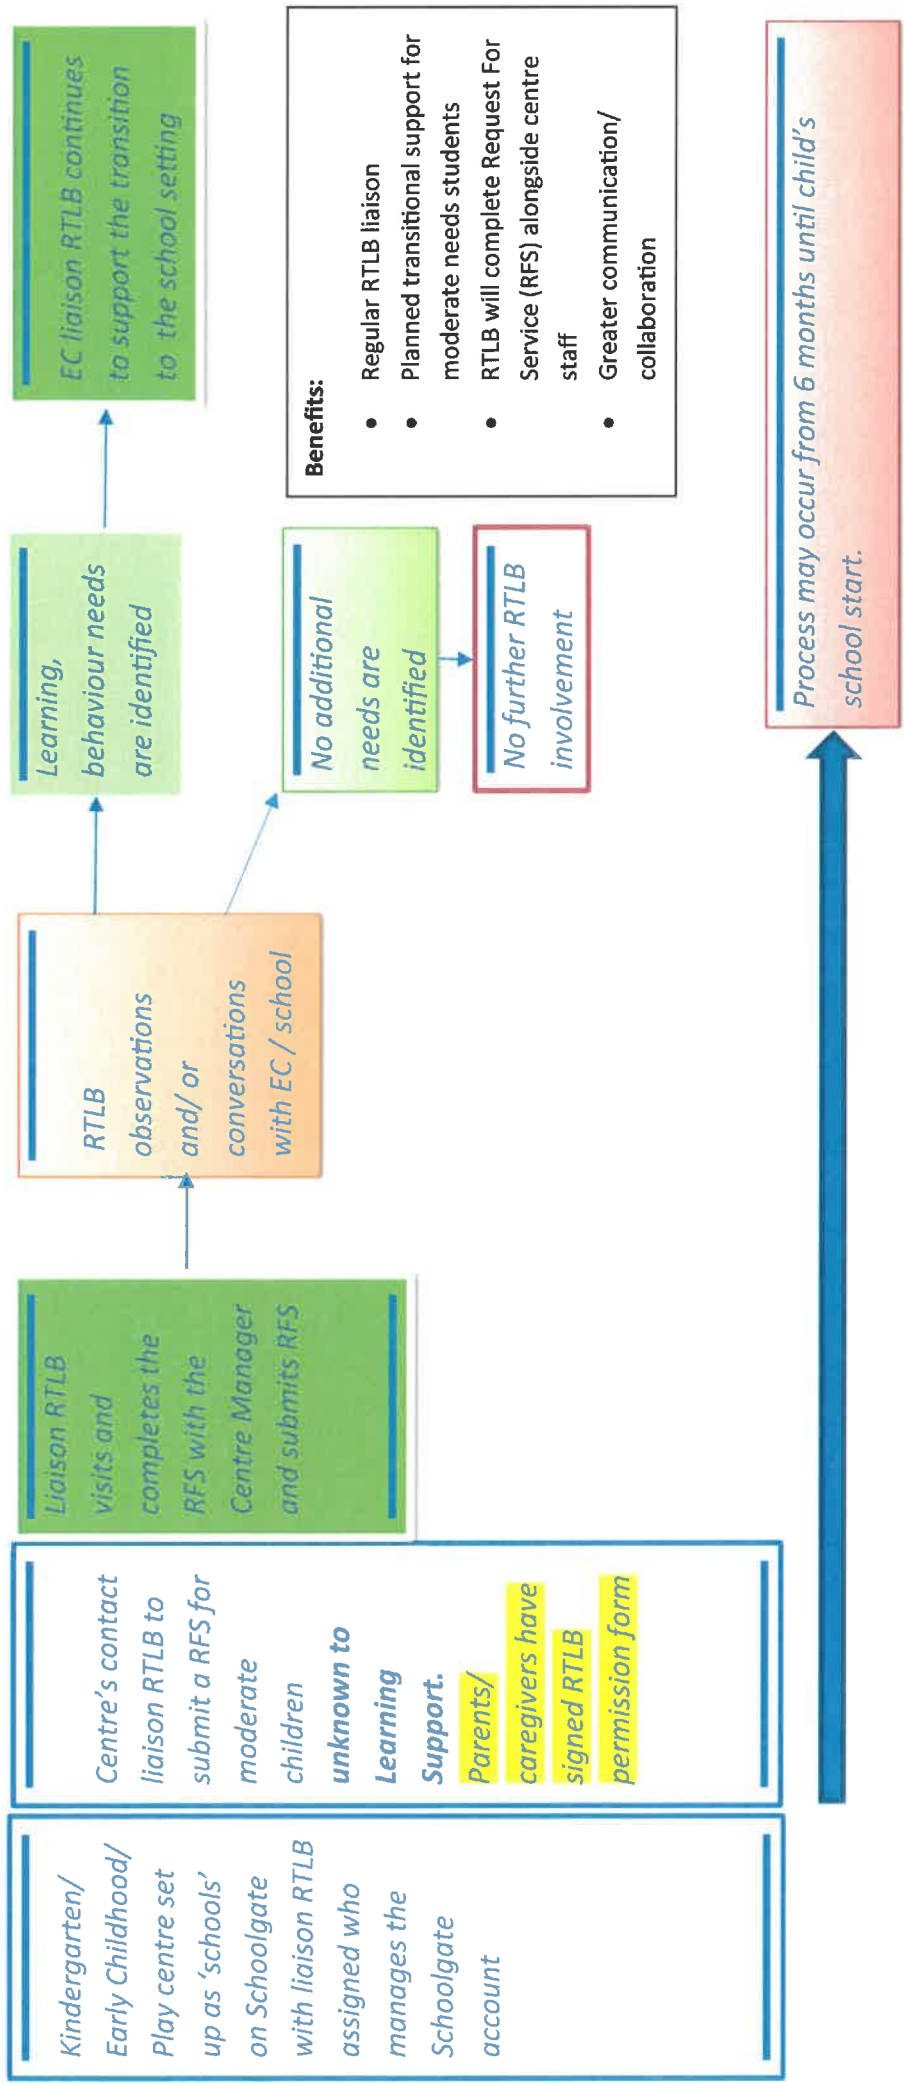 Kindergarten/
Early Childhood/
Play centre set
up as ‘schools’
on Schoolgate
with liaison RTLB
assigned who
manages the
Schoolgate
account
Centre’s contact
liaison RTLB to
submit a RFS for
moderate
children
unknown to
Learning
Support.
Parents/
caregivers have
signed RTLB
permission form
Liaison RTLB
visits and
completes the
RFS with the
Centre Manager
and submits RFS
RTLB
observations
and/ or
conversations
with EC / school
Learning,
behaviour needs
are identified
EC liaison RTLB continues
to support the transition
to the school setting
No additional
needs are
identified
No further RTLB
involvement
Benefits:
• Regular RTLB liaison
• Planned transitional support for
moderate needs students
• RTLB will complete Request For
Service (RFS) alongside centre
staff
• Greater communication/
collaboration
Process may occur from 6 months until child’s
school start.